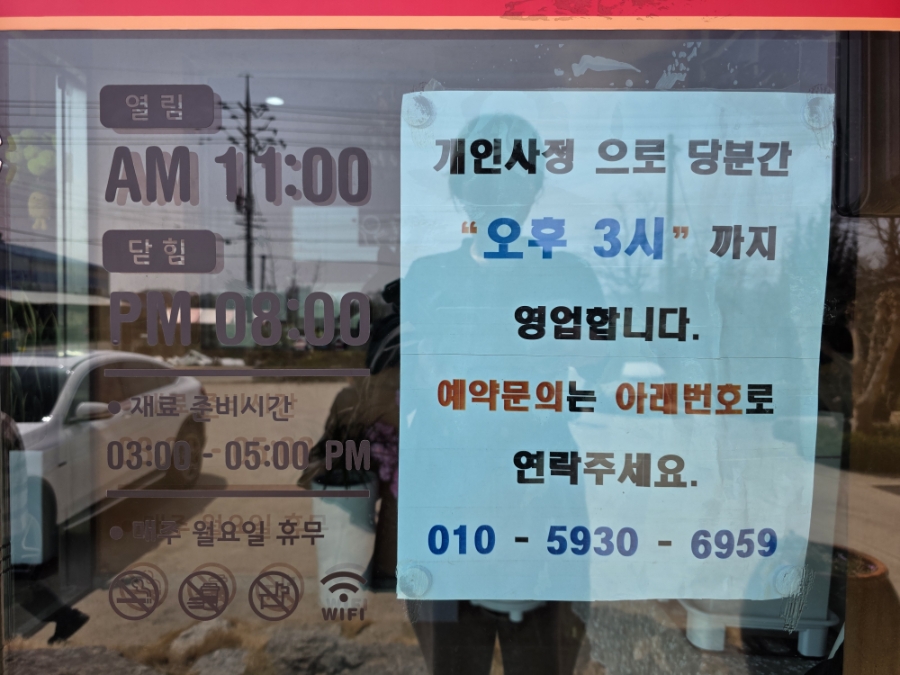 열림
AM 11:00
닫힘
PM 08:00
• 재료 준비시간
03:00 - 05:00 PM
• 매주 월요일 휴무
WIFI
개인사정 으로 당분간
“오후 3시” 까지
영업합니다.
예약문의는 아래번호로
연락주세요.
010 - 5930 - 6959